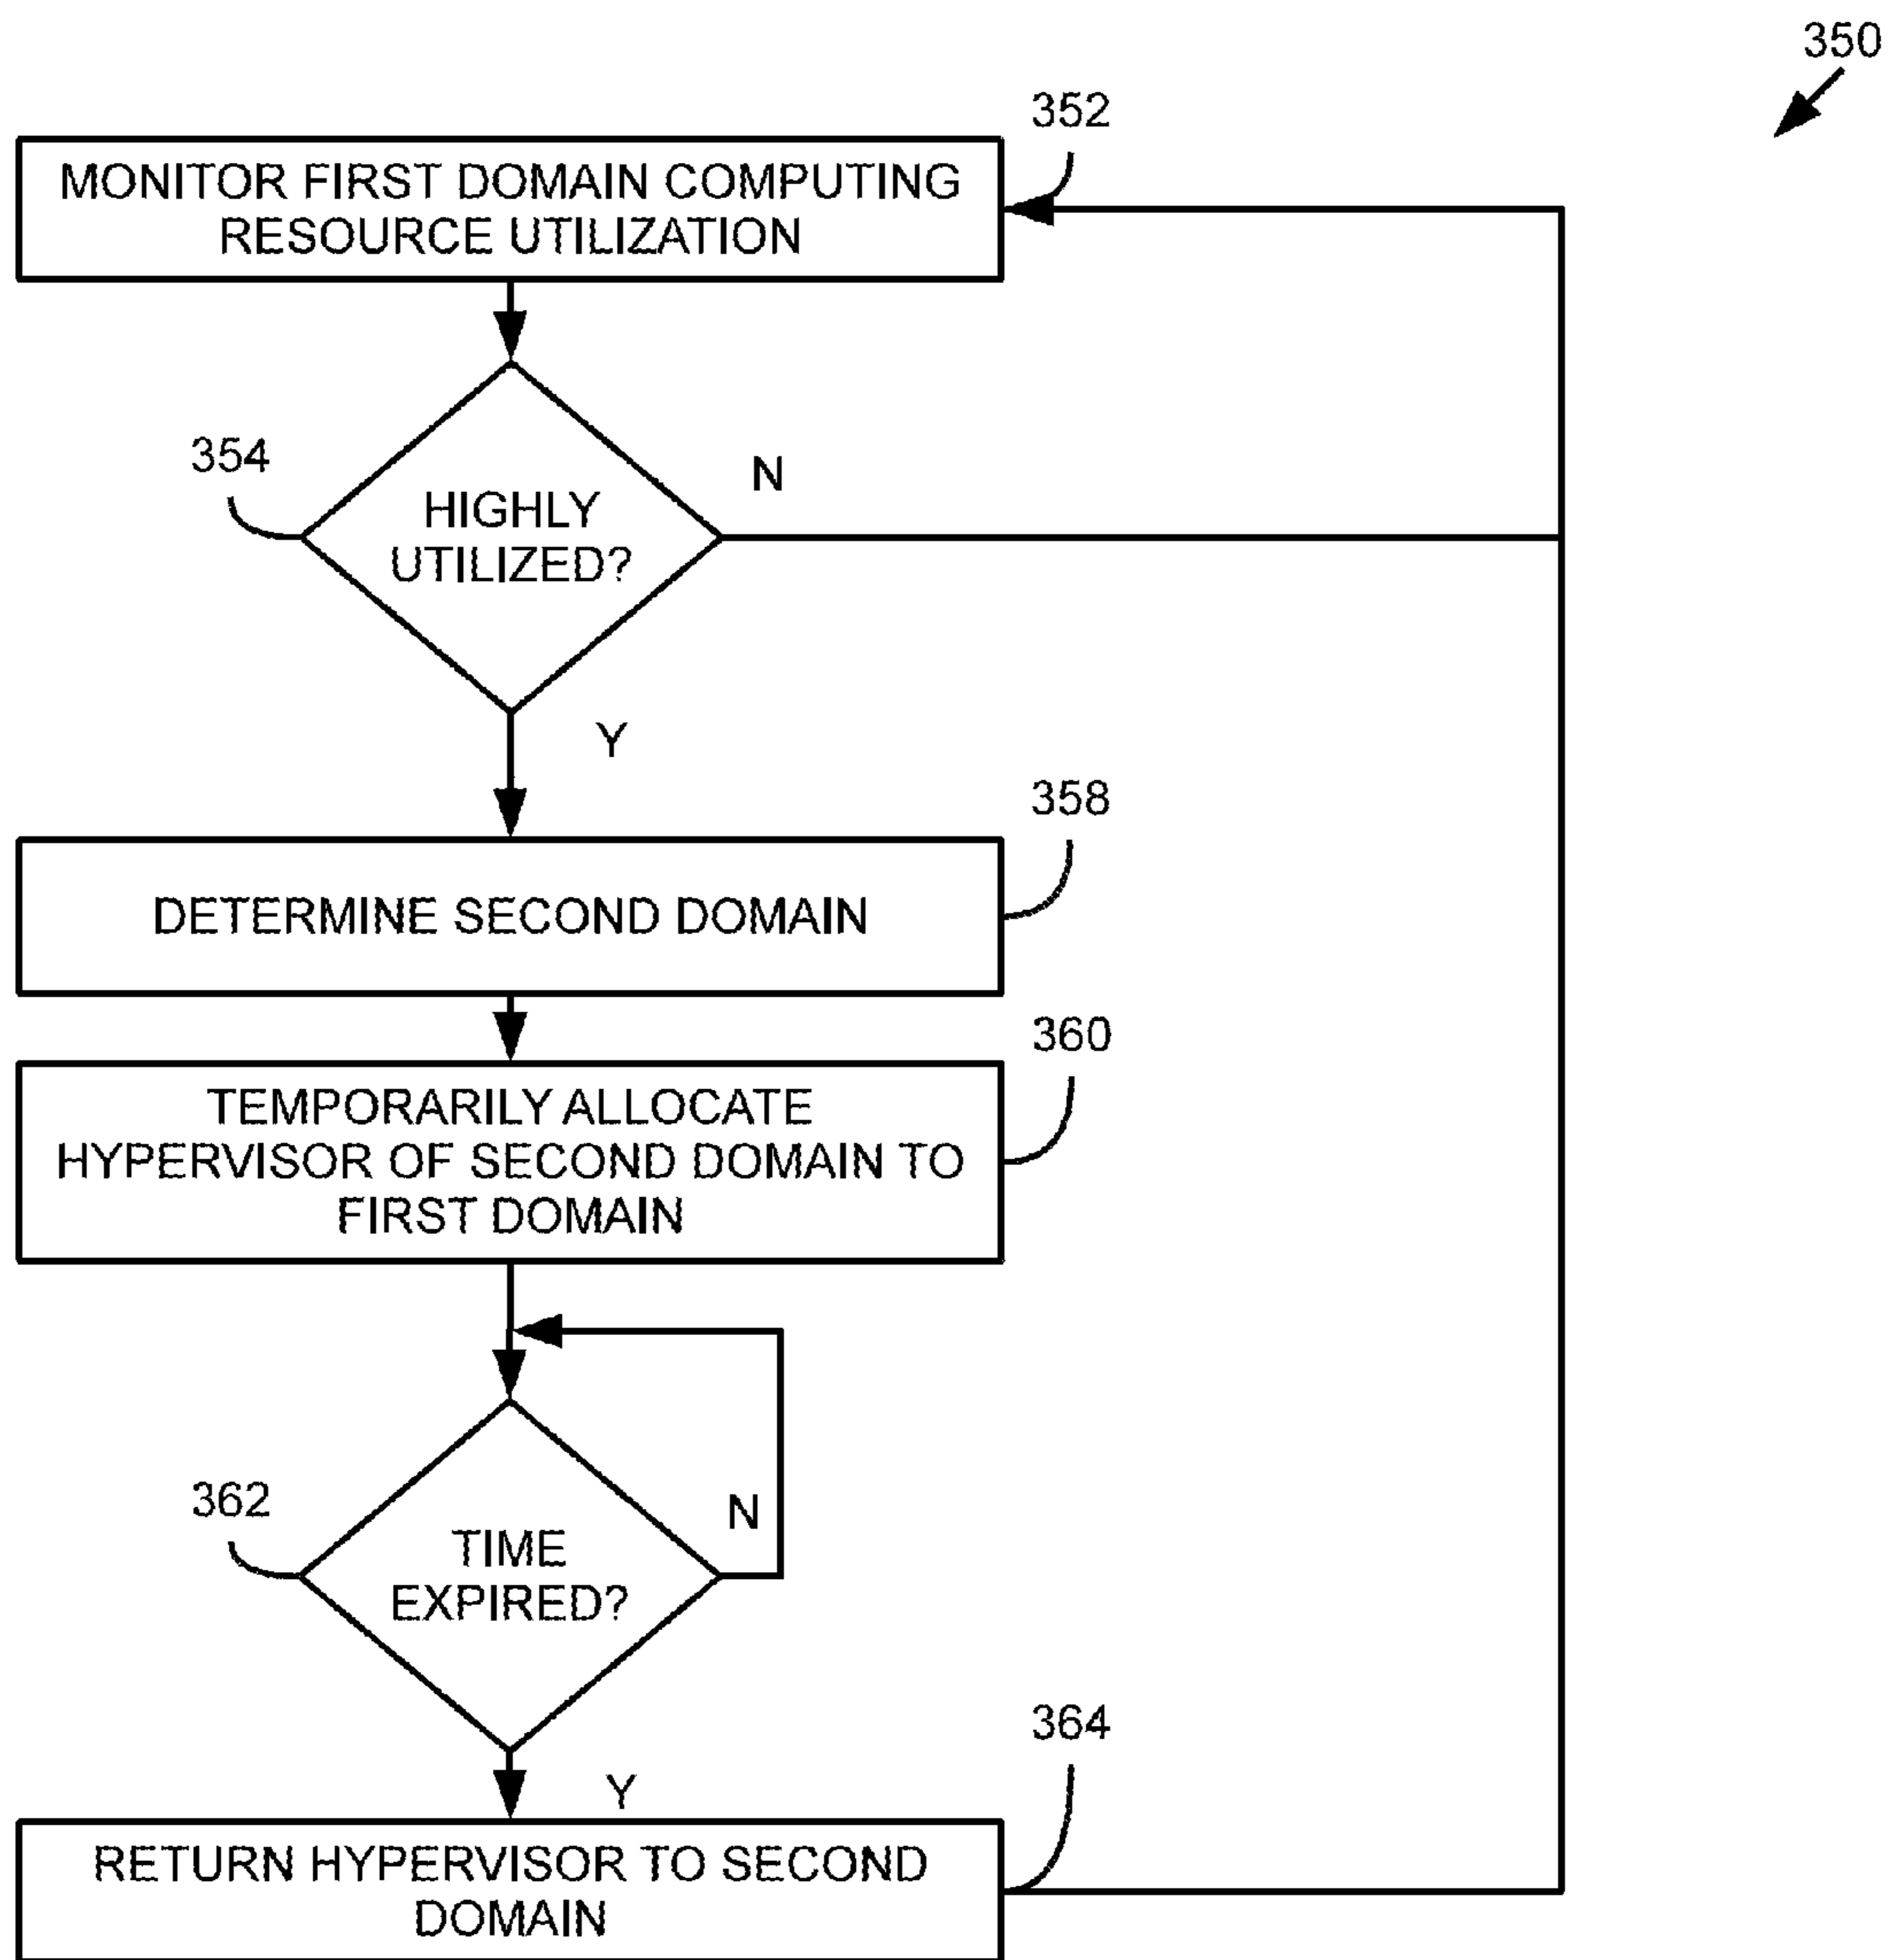 350
352
MONITOR FIRST DOMAIN COMPUTING
RESOURCE UTILIZATION
354
N
HIGHLY
UTILIZED?
Y
358
DETERMINE SECOND DOMAIN
360
TEMPORARILY ALLOCATE
HYPERVISOR OF SECOND DOMAIN TO
FIRST DOMAIN
362
N
TIME
EXPIRED?
364
Y
RETURN HYPERVISOR TO SECOND
DOMAIN